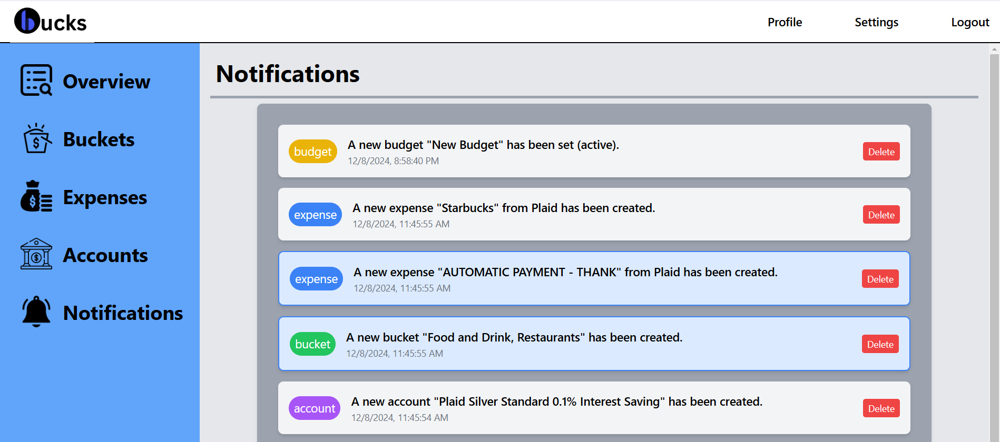 bucks
Profile
Settings
Logout
Overview
Buckets
Expenses
Accounts
Notifications
Notifications
budget
A new budget "New Budget" has been set (active).
12/8/2024, 8:58:40 PM
Delete
expense
A new expense "Starbucks" from Plaid has been created.
12/8/2024, 11:45:55 AM
Delete
expense
A new expense "AUTOMATIC PAYMENT - THANK" from Plaid has been created.
12/8/2024, 11:45:55 AM
Delete
bucket
A new bucket "Food and Drink, Restaurants" has been created.
12/8/2024, 11:45:55 AM
Delete
account
A new account "Plaid Silver Standard 0.1% Interest Saving" has been created.
12/8/2024, 11:45:54 AM
Delete